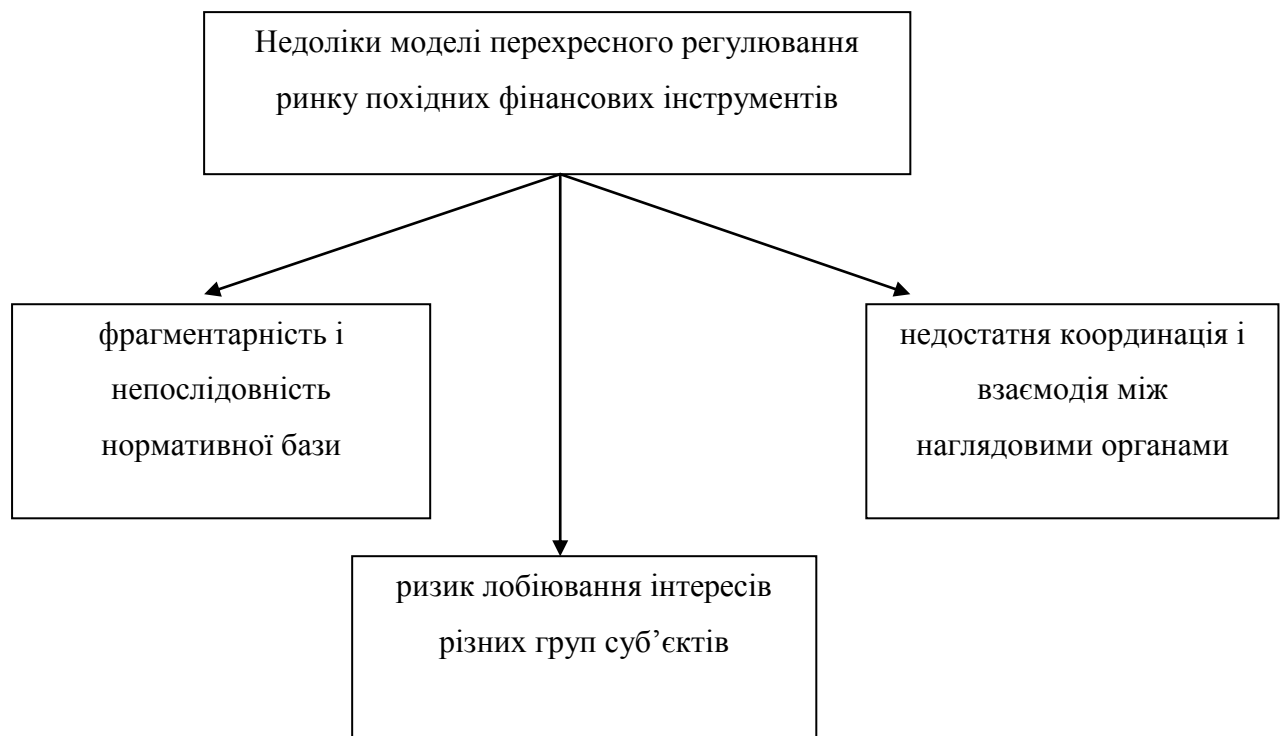 Недоліки моделі перехресного регулювання
ринку похідних фінансових інструментів
фрагментарність і
непослідовність
нормативної бази
недостатня координація і
взаємодія між
наглядовими органами
ризик лобіювання інтересів
різних груп суб’єктів